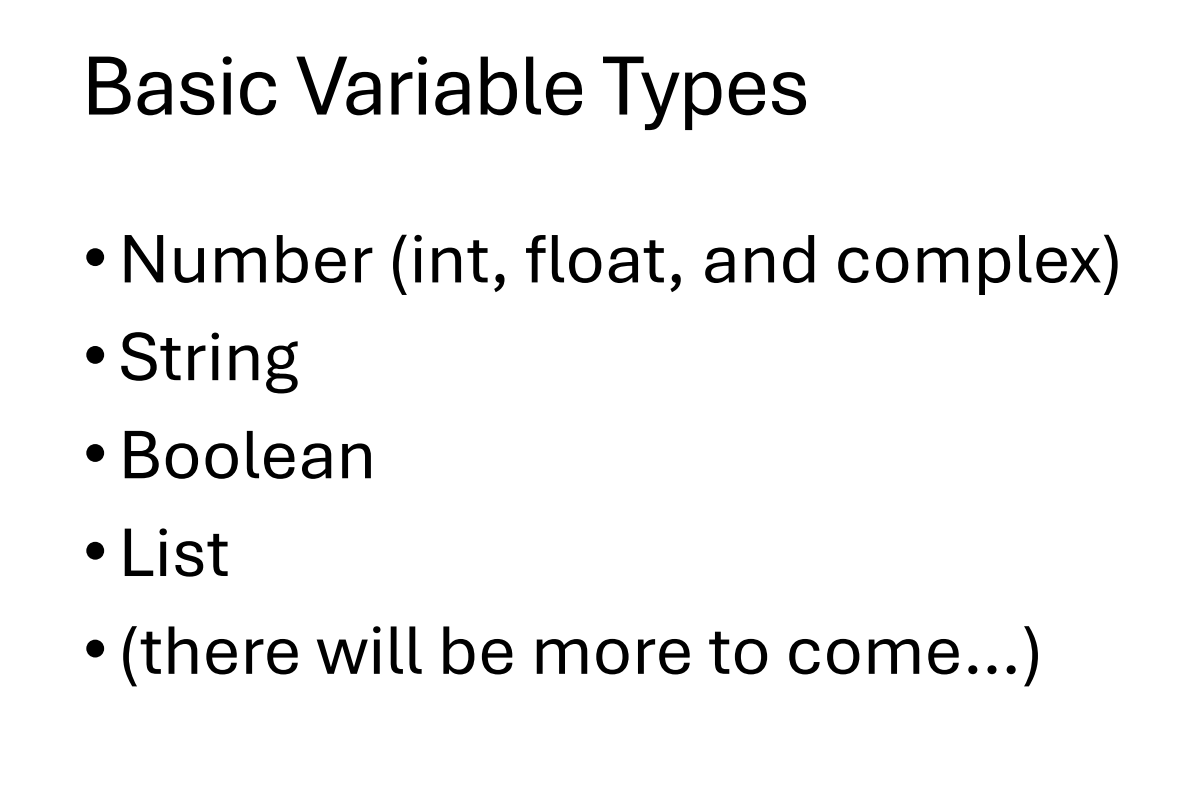 Basic Variable Types
• Number (int, float, and complex)
• String
• Boolean
• List
• (there will be more to come…)